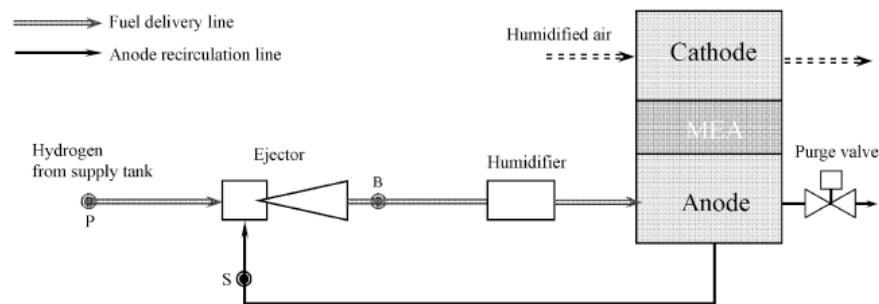 Fuel delivery line
Anode recirculation line
Humidified air
Cathode
MEA
Hydrogen
from supply tank
Ejector
B
Humidifier
Purge valve
P
Anode
S